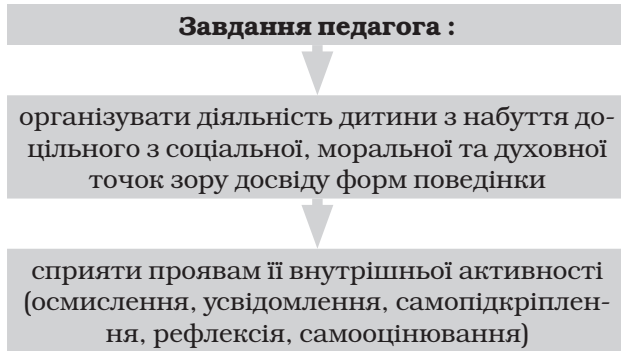 Завдання педагога :
організувати діяльність дитини з набуття до-
цільного з соціальної, моральної та духовної
точок зору досвіду форм поведінки
сприяти проявам її внутрішньої активності
(осмислення, усвідомлення, самопідкріплен-
ня, рефлексія, самооцінювання)